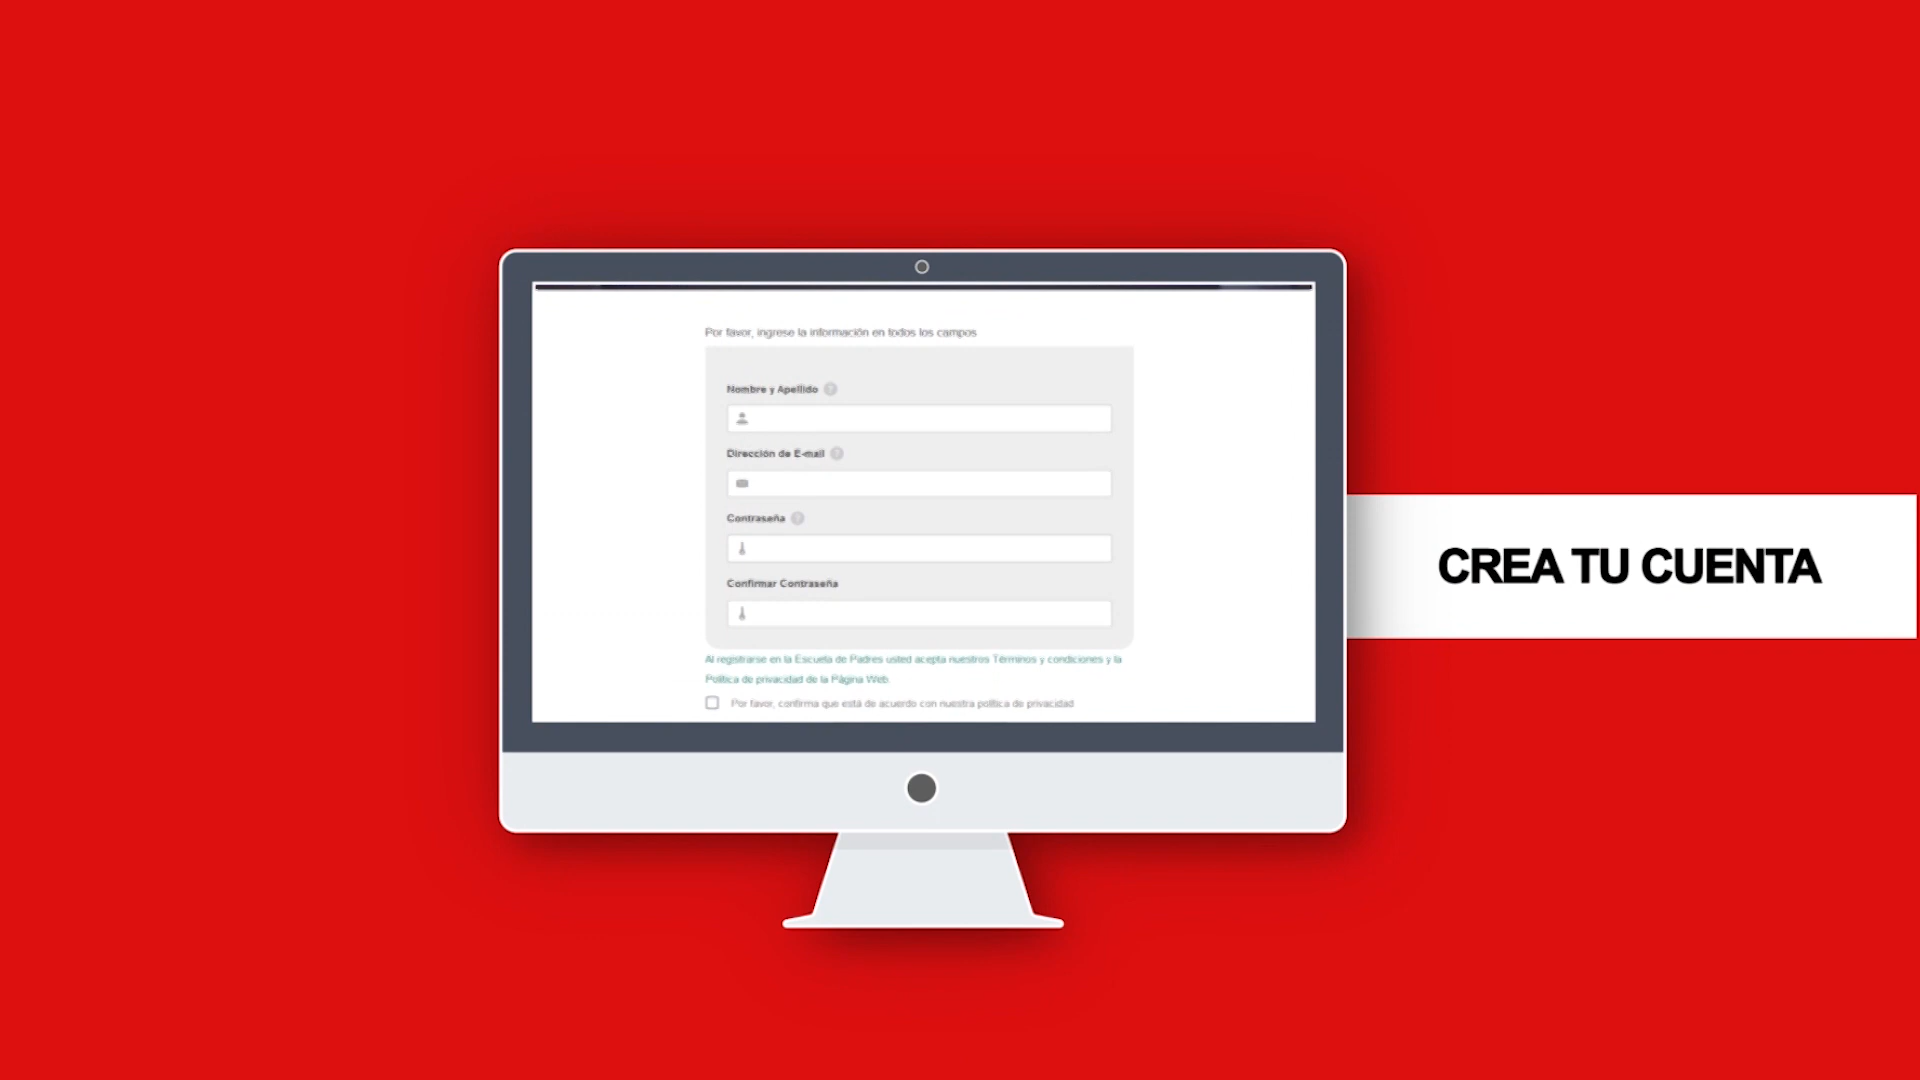 Por favor, ingrese la información en todos los campos
Nombre y Apellido ?
Dirección de E-mail ?
Contraseña ?
Confirmar Contraseña
Al registrarse en la Escuela de Padres usted acepta nuestros Términos y condiciones y la
Política de privacidad de la Página Web.
Por favor, confirma que está de acuerdo con nuestra política de privacidad
CREA TU CUENTA